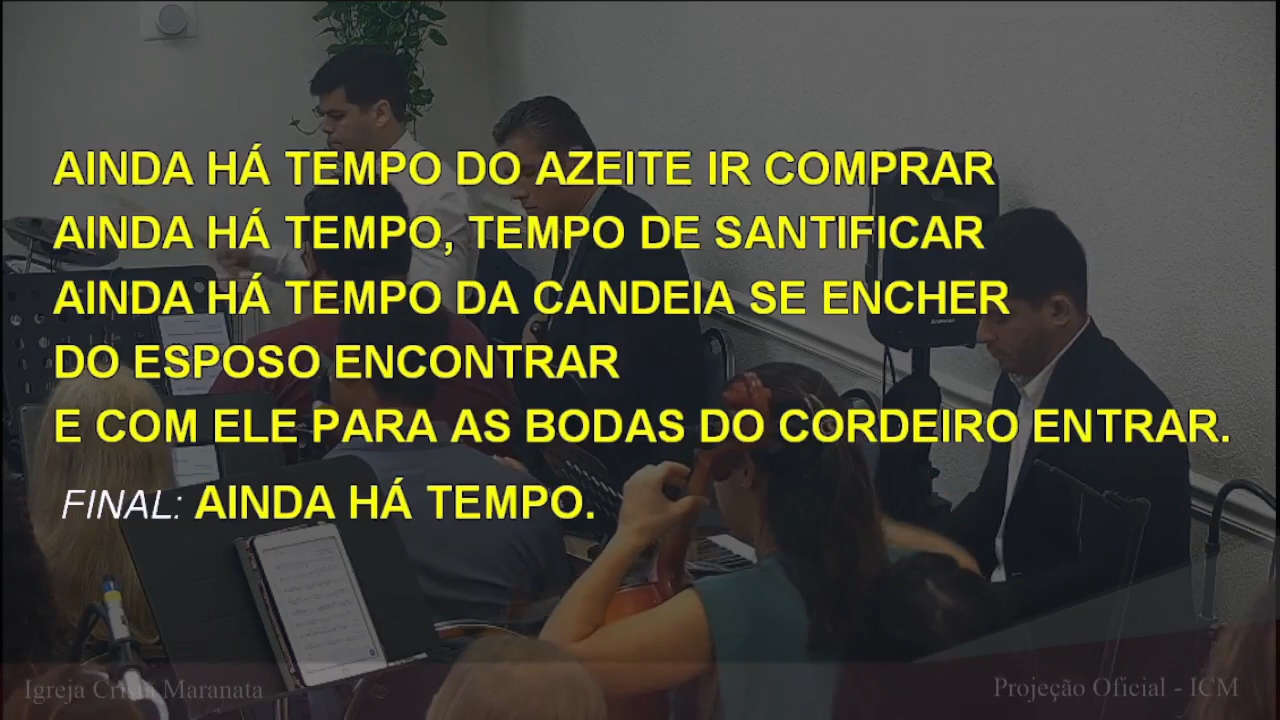 AINDA HÁ TEMPO DO AZEITE IR COMPRAR
AINDA HÁ TEMPO, TEMPO DE SANTIFICAR
AINDA HÁ TEMPO DA CANDEIA SE ENCHER
DO ESPOSO ENCONTRAR
E COM ELE PARA AS BODAS DO CORDEIRO ENTRAR.
FINAL: AINDA HÁ TEMPO.
Igreja Cristã Maranata
Projeção Oficial - ICM